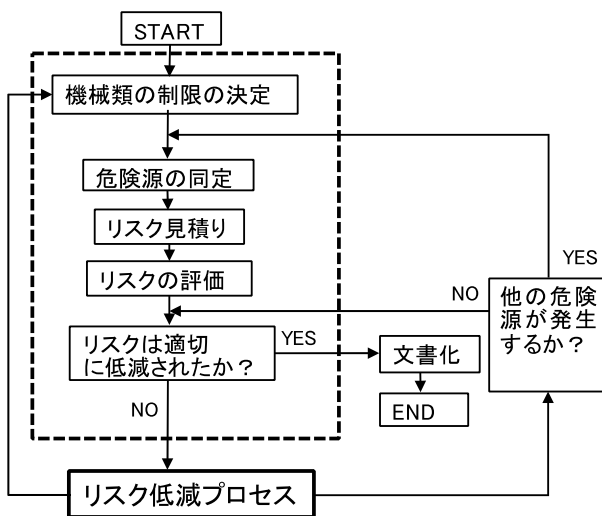 START
機械類の制限の決定
危険源の同定
リスク見積り
リスクの評価
リスクは適切
に低減されたか？
YES
文書化
END
NO
リスク低減プロセス
NO
YES
他の危険
源が発生
するか？